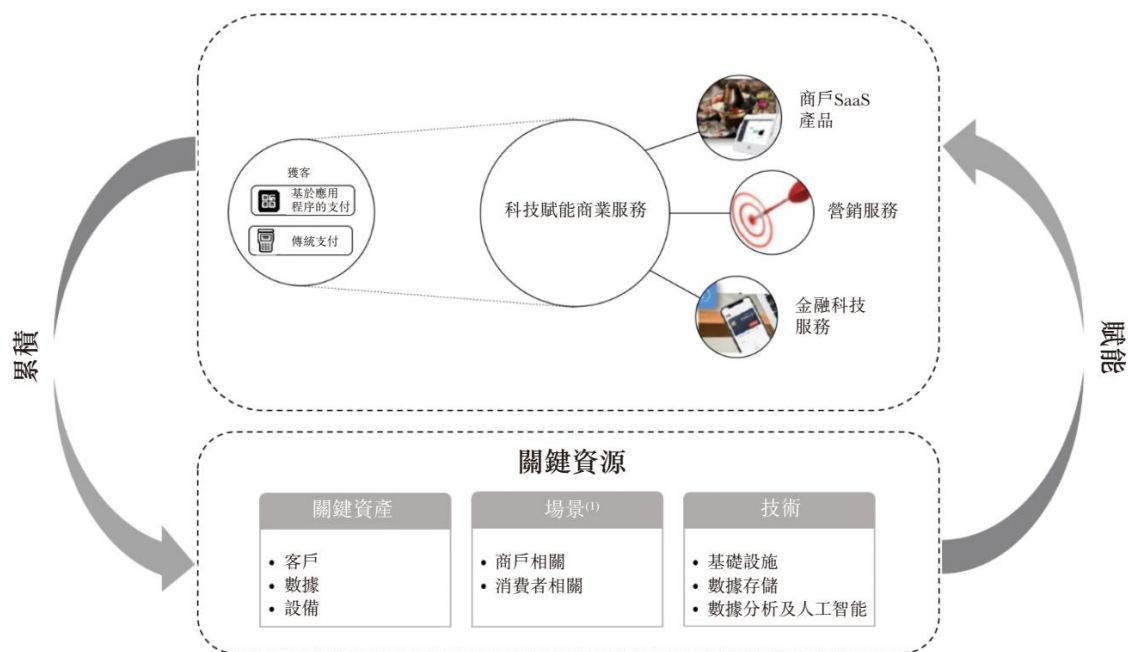 獲客
基於應用
程序的支付
傳統支付
科技賦能商業服務
商戶SaaS
產品
營銷服務
金融科技
服務
累積
賦能
關鍵資源
關鍵資產
• 客戶
• 數據
• 設備
場景(1)
• 商戶相關
• 消費者相關
技術
• 基礎設施
• 數據存儲
• 數據分析及人工智能